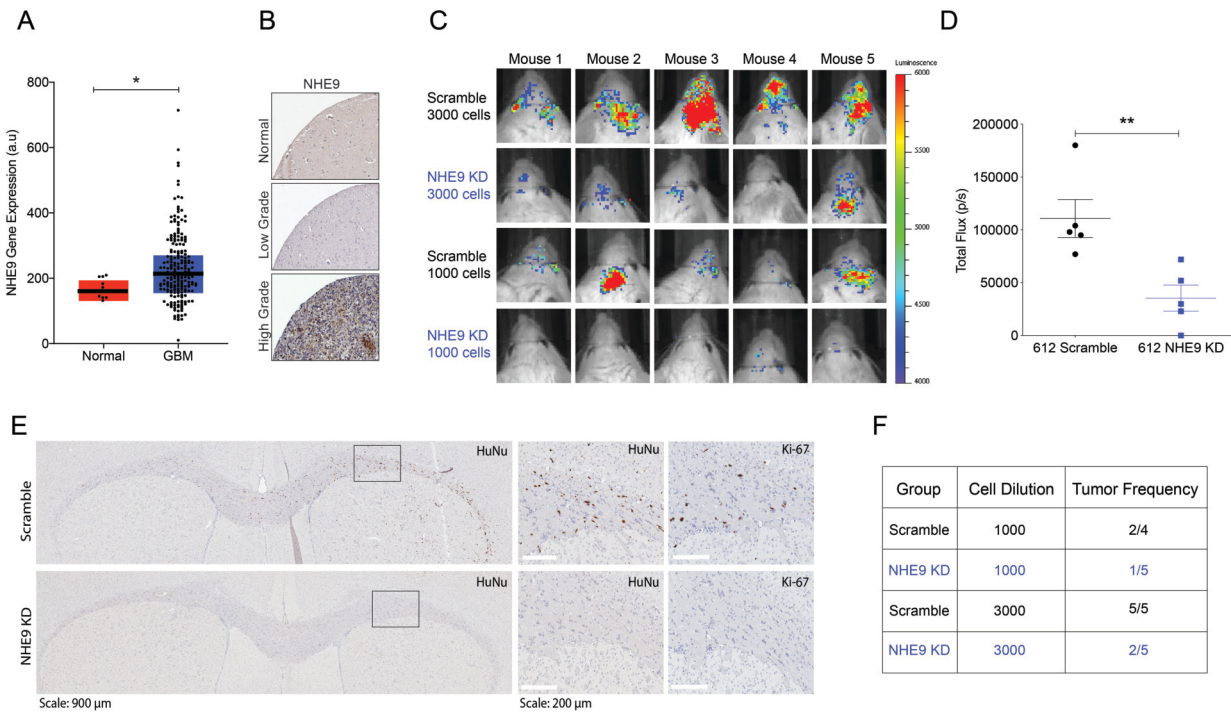 A
NHE9 Gene Expression (a.u)
800
600
400
200
0
*
Normal
GBM
B
NHE9
Normal
Low Grade
High Grade
C
Mouse 1 Mouse 2 Mouse 3 Mouse 4 Mouse 5
Scramble
3000 cells
NHE9 KD
3000 cells
Scramble
1000 cells
NHE9 KD
1000 cells
Luminescence
6000
5500
5000
4500
4000
D
Total Flux (p/s)
200000
150000
100000
50000
0
**
612 Scramble
612 NHE9 KD
E
Scramble
HuNu
HuNu
Ki-67
NHE9 KD
HuNu
HuNu
Ki-67
Scale: 900 μm
Scale: 200 μm
F
Group Cell Dilution Tumor Frequency
Scramble 1000 2/4
NHE9 KD 1000 1/5
Scramble 3000 5/5
NHE9 KD 3000 2/5